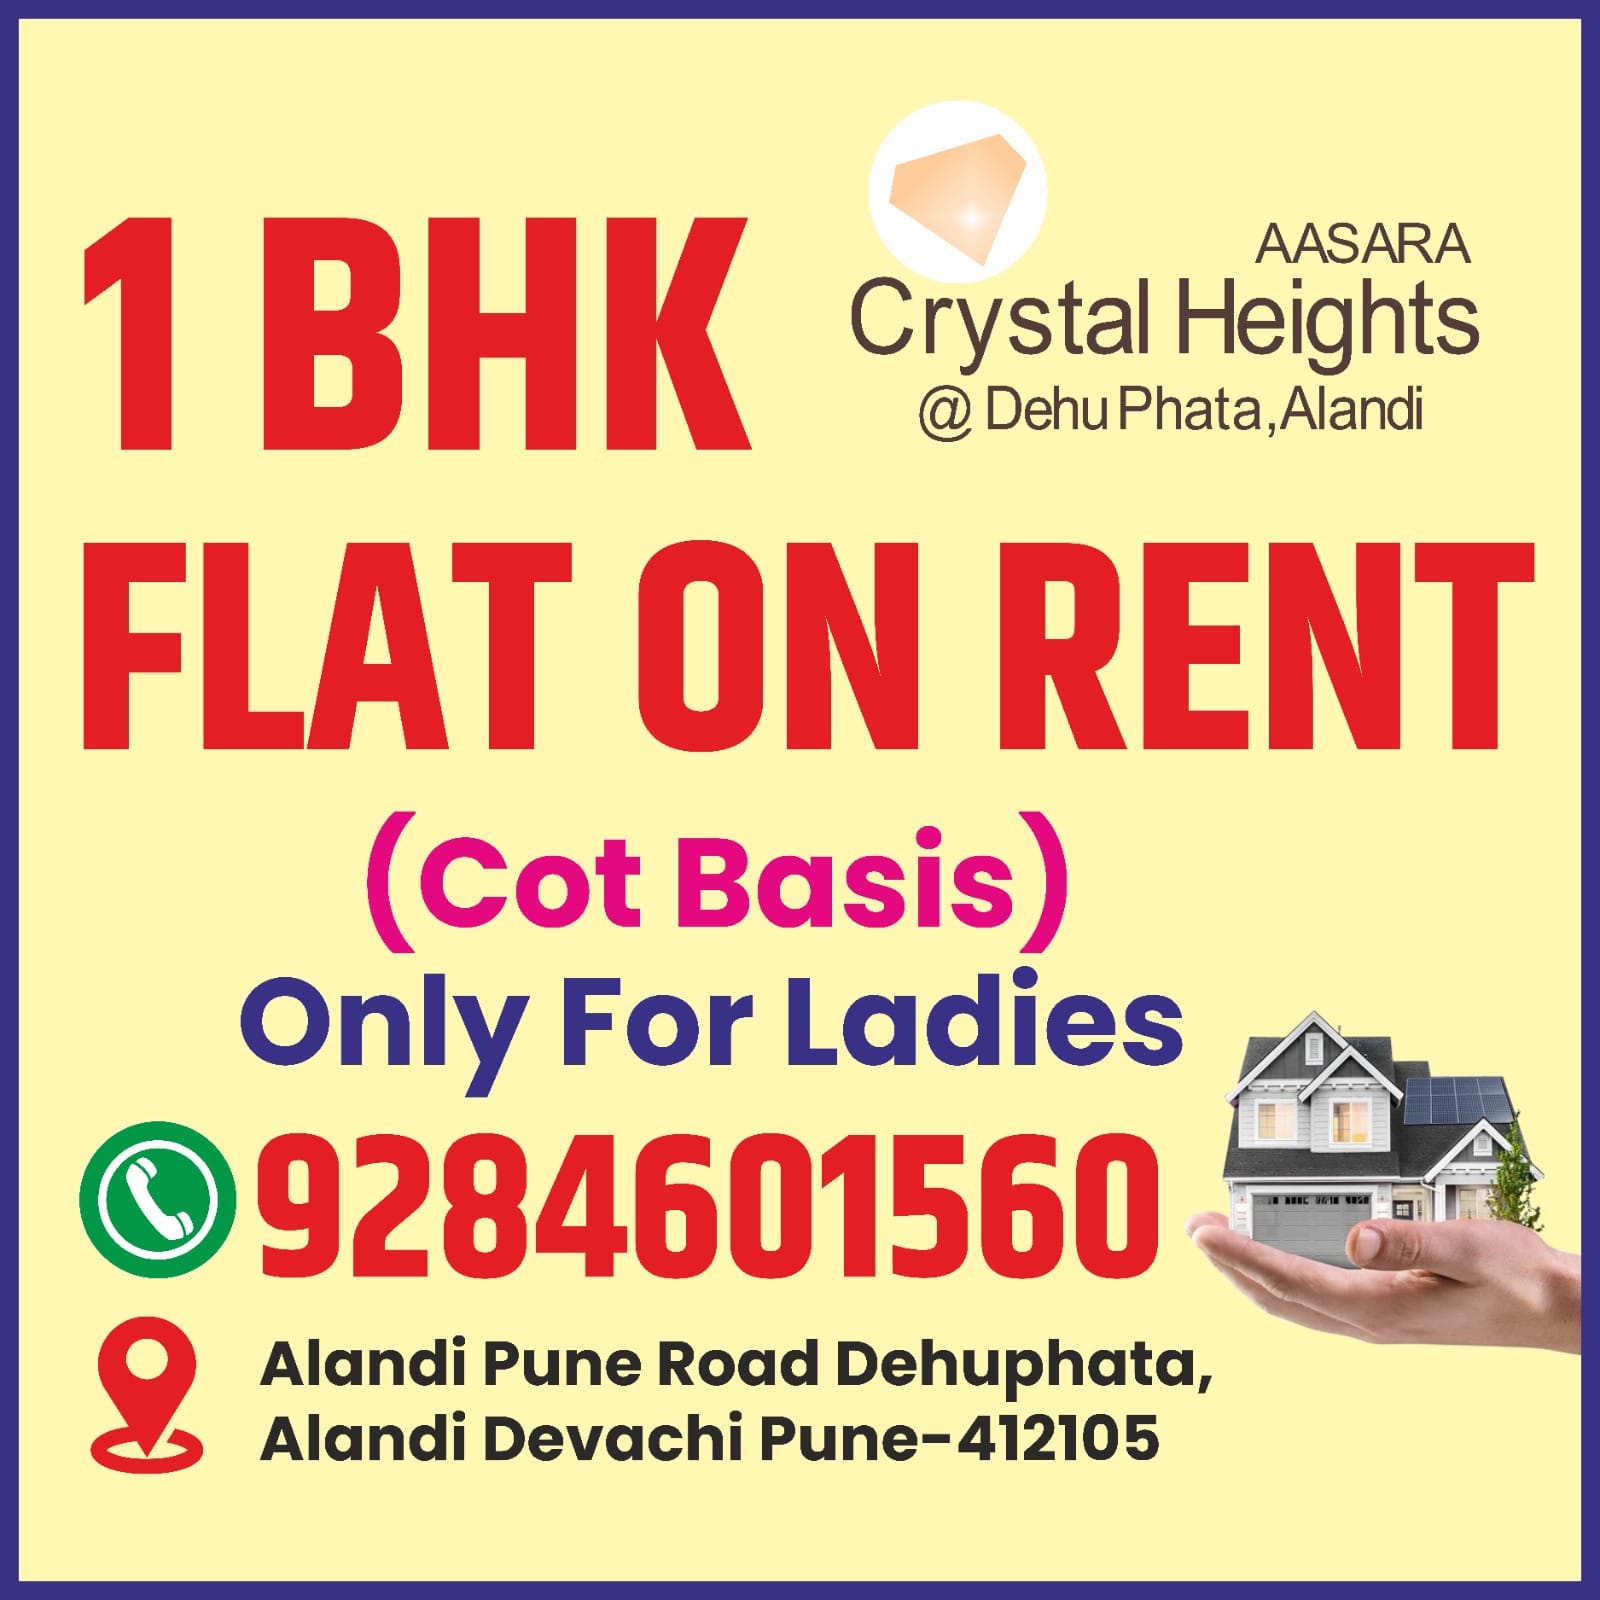 1 BHK
AASARA
Crystal Heights
@ Dehu Phata, Alandi
FLAT ON RENT
(Cot Basis)
Only For Ladies
9284601560
Alandi Pune Road Dehuphata,
Alandi Devachi Pune-412105